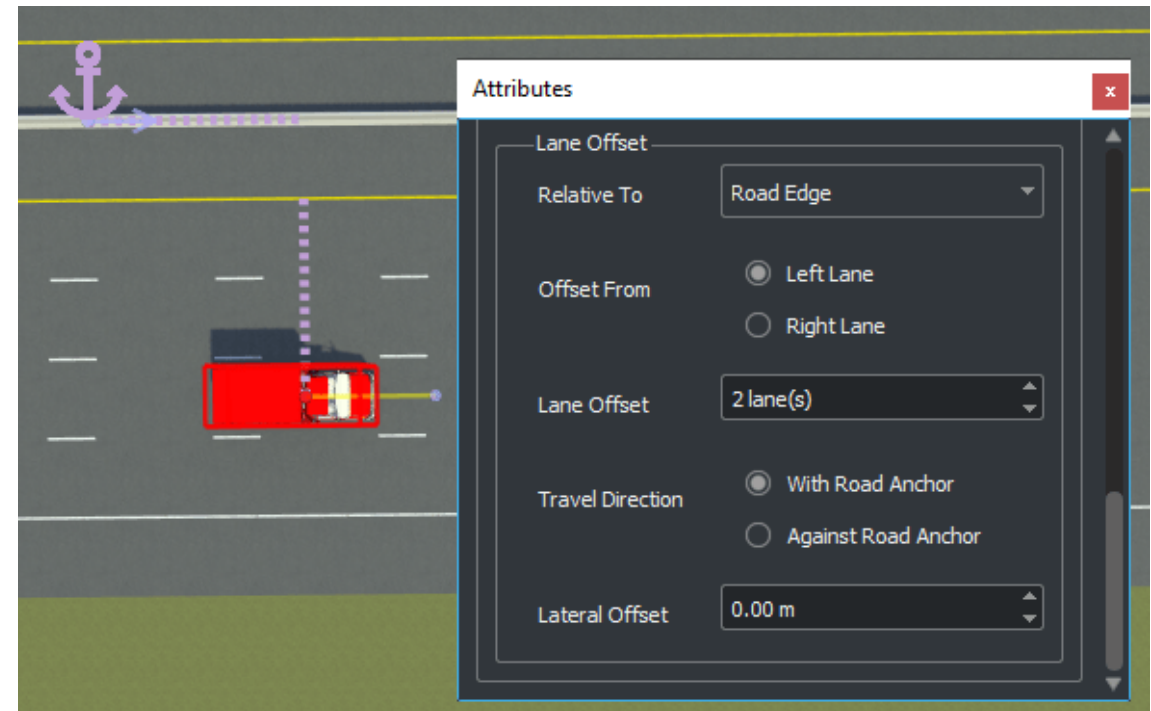 Attributes
x
Lane Offset
Relative To Road Edge
Offset From Left Lane
Right Lane
Lane Offset 2 lane(s)
Travel Direction With Road Anchor
Against Road Anchor
Lateral Offset 0.00 m